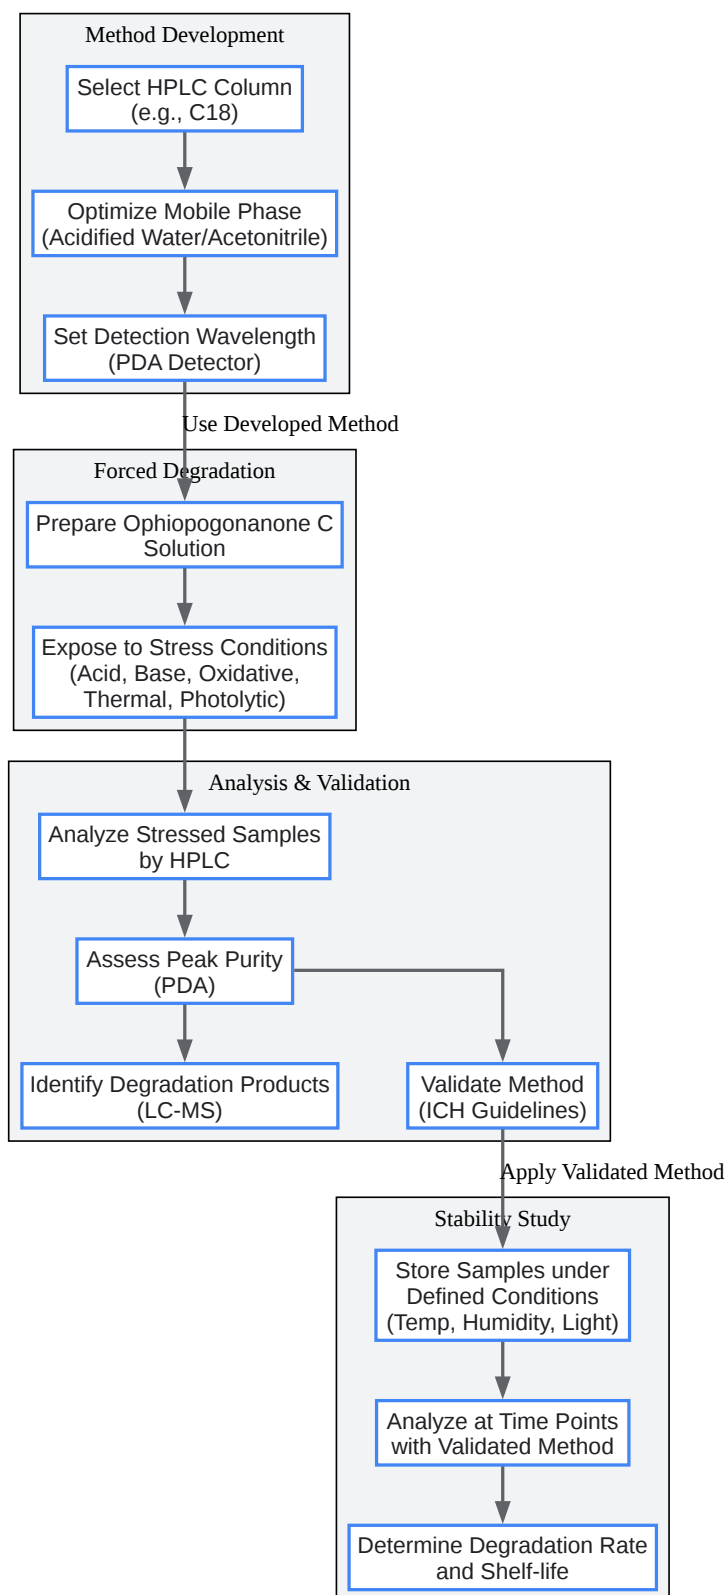 Method Development
Select HPLC Column
(e.g., C18)
Optimize Mobile Phase
(Acidified Water/Acetonitrile)
Set Detection Wavelength
(PDA Detector)
Use Developed Method
Forced Degradation
Prepare Ophiopogonanone C
Solution
Expose to Stress Conditions
(Acid, Base, Oxidative,
Thermal, Photolytic)
Analysis & Validation
Analyze Stressed Samples
by HPLC
Assess Peak Purity
(PDA)
Identify Degradation Products
(LC-MS)
Validate Method
(ICH Guidelines)
Apply Validated Method
Stability Study
Store Samples under
Defined Conditions
(Temp, Humidity, Light)
Analyze at Time Points
with Validated Method
Determine Degradation Rate
and Shelf-life